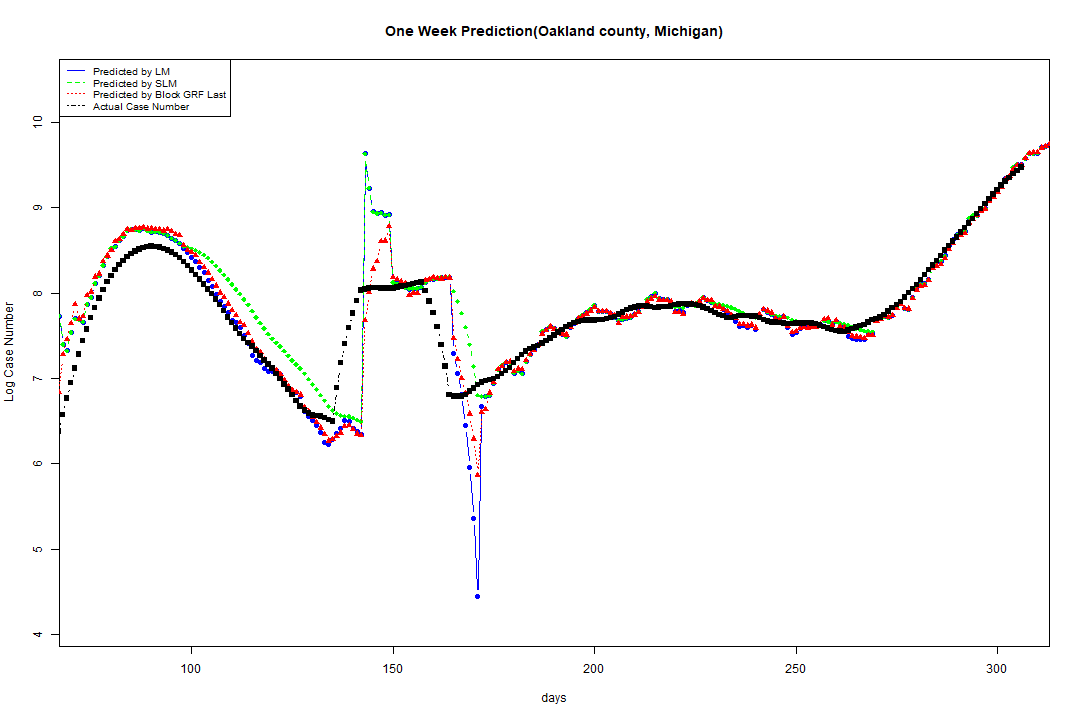 One Week Prediction(Oakland county, Michigan)
Predicted by LM
Predicted by SLM
Predicted by Block GRF Last
Actual Case Number
Log Case Number
10
9
8
7
6
5
4
100 150 200 250 300
days